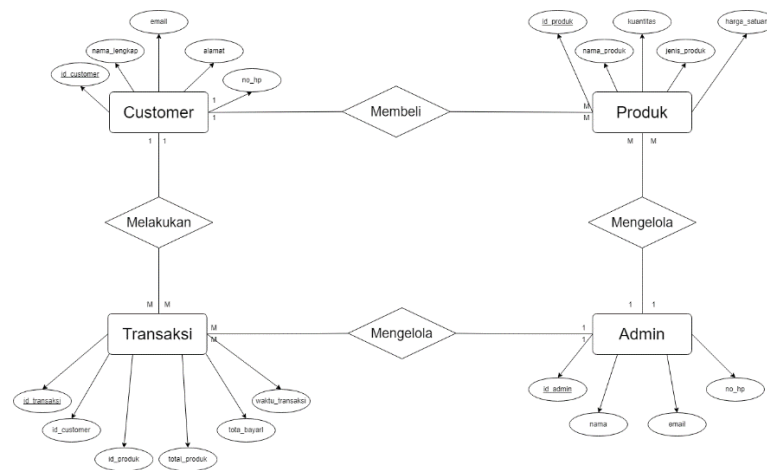 email
nama_lengkap
alamat
id_customer
no_hp
Customer
1
1
1 1
Membeli
id_produk
kuantitas
harga_satuan
nama_produk
jenis_produk
M
M
Produk
M M
Melakukan
Mengelola
M M
Transaksi
M
M
Mengelola
1 1
1
1
Admin
id_transaksi
waktu_transaksi
id_customer
tota_bayarl
id_produk
total_produk
id_admin
no_hp
nama
email